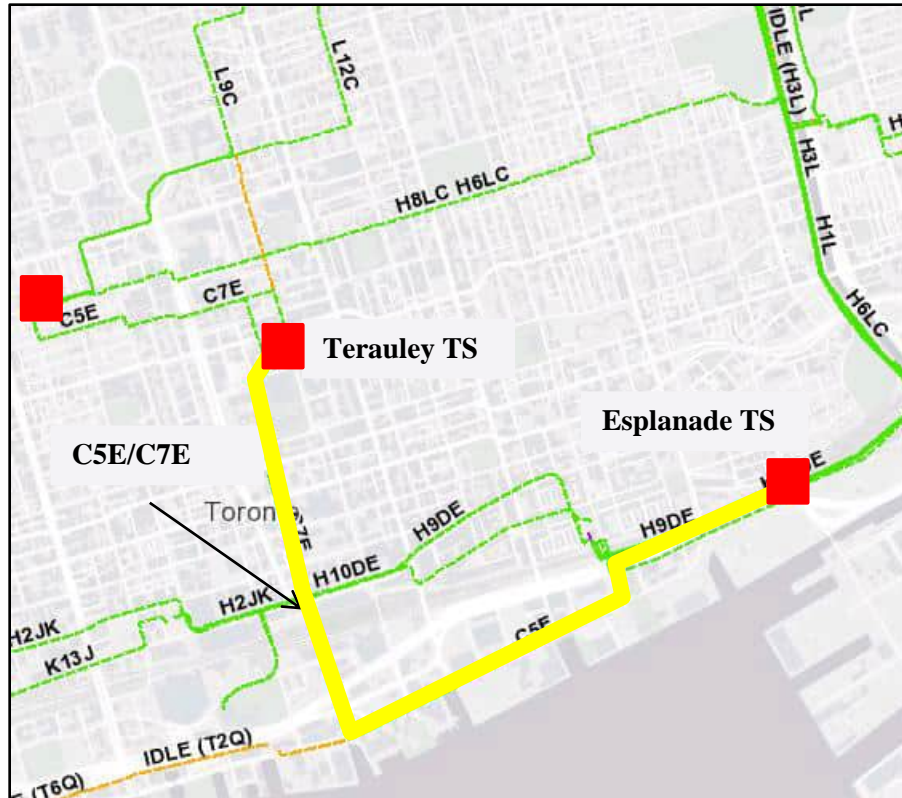 L9C
L12C
IDLE (H3L)
H3L
H1L
H8LC H6LC
C7E
C5E
H6LC
Terauley TS
Esplanade TS
C5E/C7E
Toron
C7E
H9DE
H9DE
H10DE
H2JK
C5E
H2JK
K13J
IDLE (T2Q)
(T6Q)